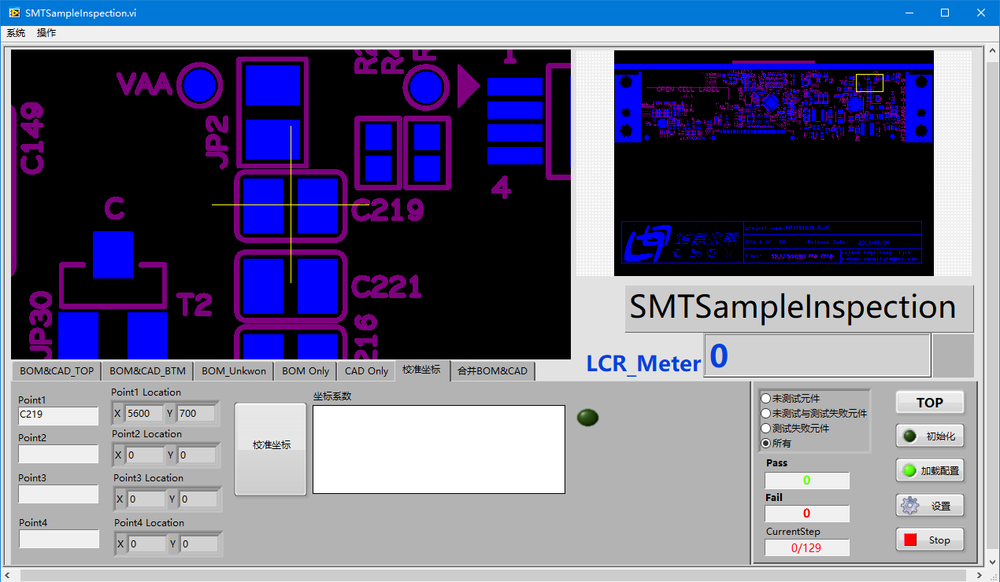 SMTSampleInspection.vi
系统 操作
VAA
C149
JP2
1
4
C219
C
C221
T2
JP30
216
OPEN CELL LABEL
SMTSampleInspection
LCR_Meter 0
BOM&CAD_TOP BOM&CAD_BTM BOM_Unkwon BOM Only CAD Only 校准坐标 合并BOM&CAD
Point1
C219
Point1 Location
X 5600 Y 700
Point2
Point2 Location
X 0 Y 0
Point3
Point3 Location
X 0 Y 0
Point4
Point4 Location
X 0 Y 0
校准坐标
坐标系数
未测试元件
未测试与测试失败元件
测试失败元件
所有
Pass
0
Fail
0
CurrentStep
0/129
TOP
初始化
加载配置
设置
Stop